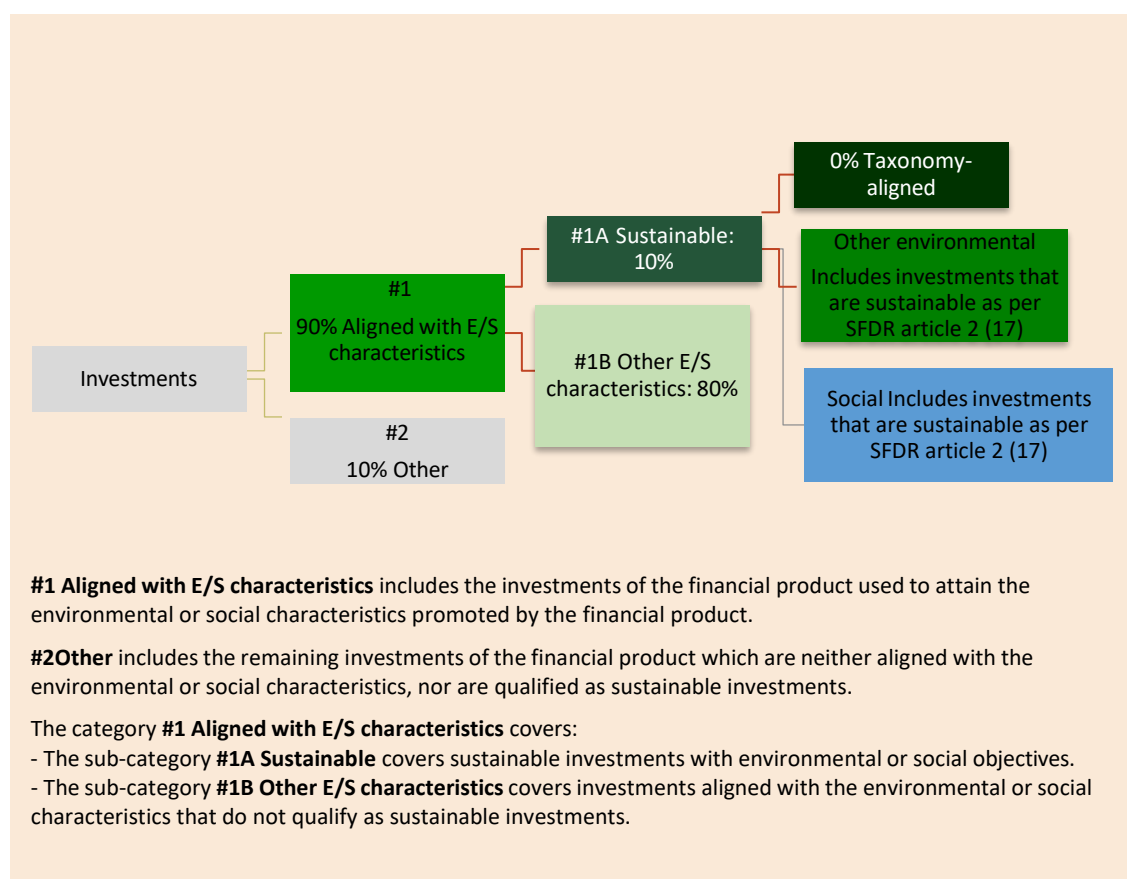 Investments
#1
90% Aligned with E/S
characteristics
#2
10% Other
#1A Sustainable:
10%
#1B Other E/S
characteristics: 80%
0% Taxonomy-
aligned
Other environmental
Includes investments that
are sustainable as per
SFDR article 2 (17)
Social Includes investments
that are sustainable as per
SFDR article 2 (17)
#1 Aligned with E/S characteristics includes the investments of the financial product used to attain the
environmental or social characteristics promoted by the financial product.
#2Other includes the remaining investments of the financial product which are neither aligned with the
environmental or social characteristics, nor are qualified as sustainable investments.
The category #1 Aligned with E/S characteristics covers:
- The sub-category #1A Sustainable covers sustainable investments with environmental or social objectives.
- The sub-category #1B Other E/S characteristics covers investments aligned with the environmental or social
characteristics that do not qualify as sustainable investments.